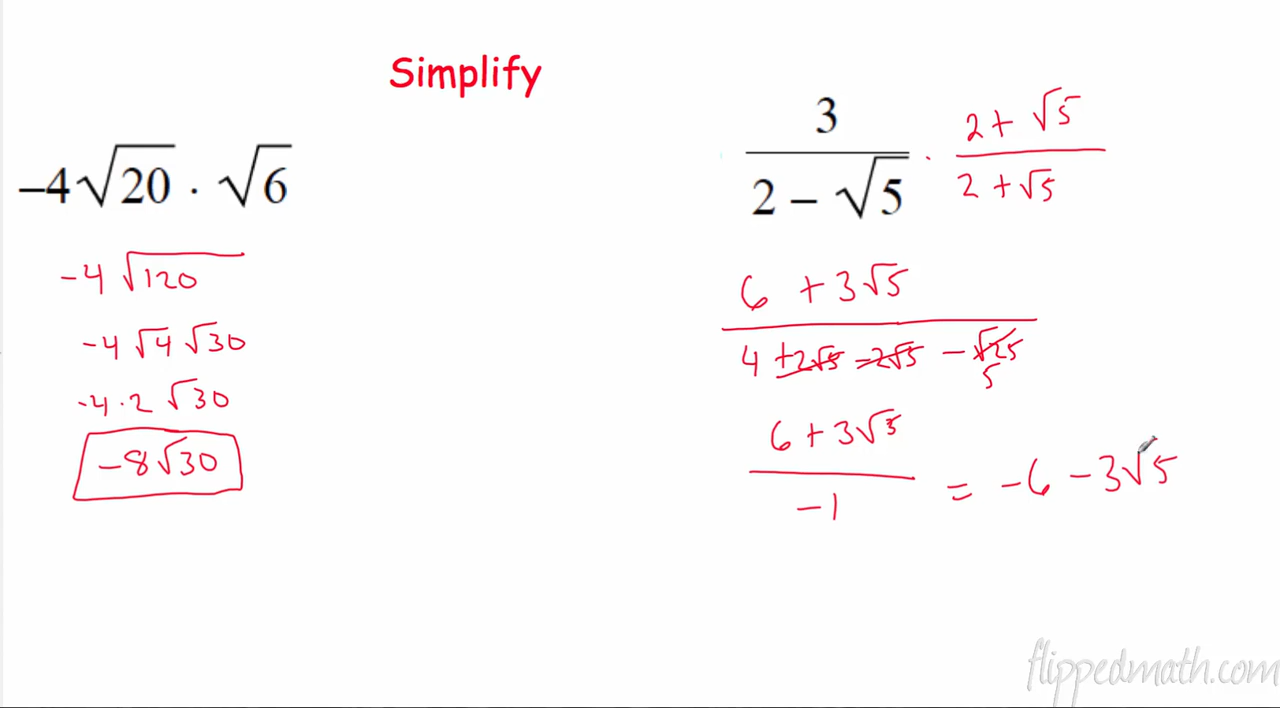 Simplify
-4√20 · √6
-4 √120
-4 √4 √30
-4 · 2 √30
-8√30
3 / (2 - √5) · (2 + √5) / (2 + √5)
(6 + 3√5) / (4 + 2√5 - 2√5 - √25)
5
(6 + 3√5) / -1 = -6 - 3√5
flippedmath.com